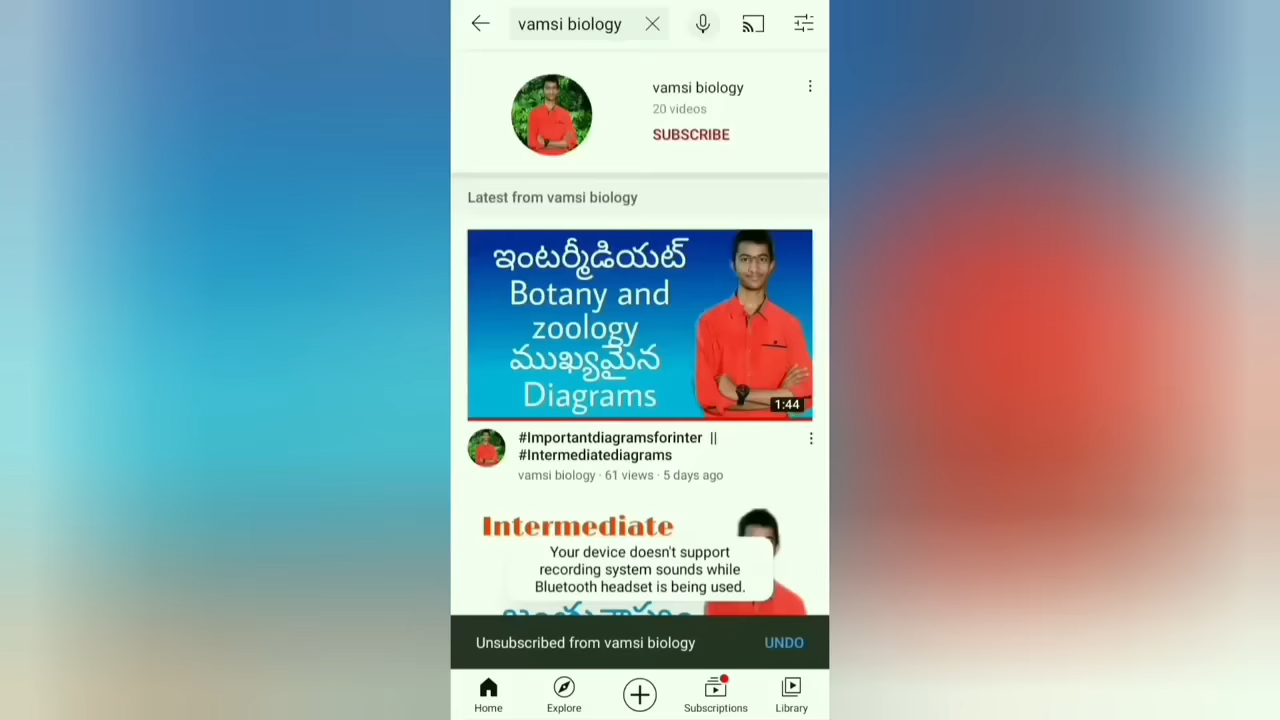 vamsi biology
vamsi biology
20 videos
SUBSCRIBE
Latest from vamsi biology
ఇంటర్మీడియట్
Botany and
zoology
ముఖ్యమైన
Diagrams
1:44
#Importantdiagramsforinter ||
#Intermediatediagrams
vamsi biology · 61 views · 5 days ago
Intermediate
Your device doesn't support
recording system sounds while
Bluetooth headset is being used.
Unsubscribed from vamsi biology UNDO
Home Explore Subscriptions Library